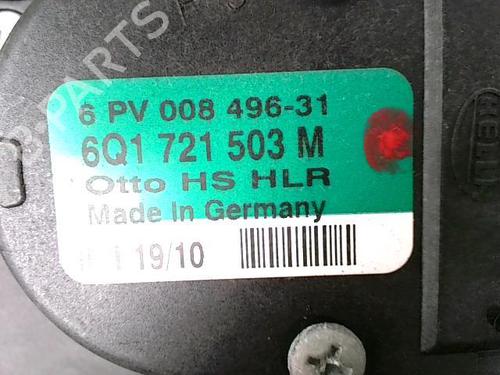 6 PV 008 496-31
6Q1 721 503 M
Otto HS HLR
Made In Germany
19/10